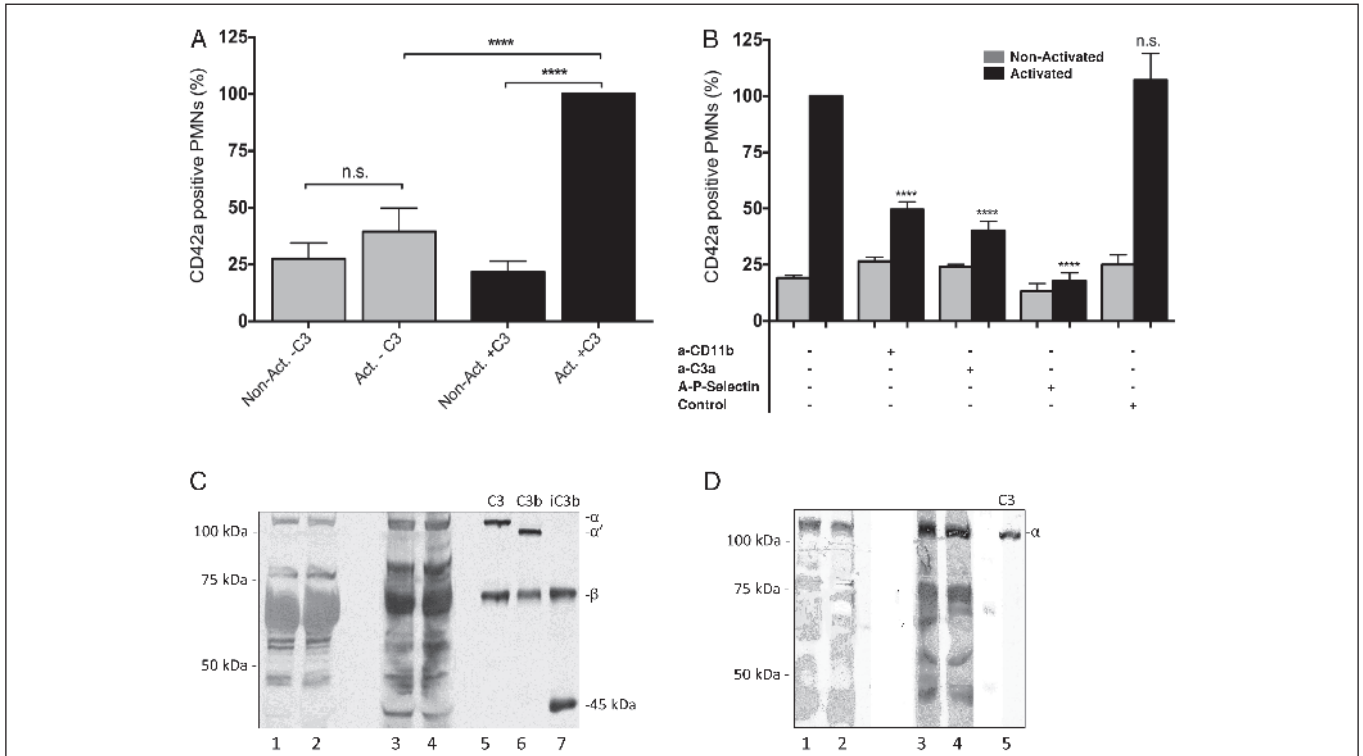 A
CD42a positive PMNs (%)
125
100
75
50
25
0
****
****
n.s.
Non-Act. -C3
Act. - C3
Non-Act. +C3
Act. +C3
B
CD42a positive PMNs (%)
125
100
75
50
25
0
Non-Activated
Activated
****
****
****
n.s.
a-CD11b - + - - -
a-C3a - - + - -
A-P-Selectin - - - + -
Control - - - - +
C
C3 C3b iC3b
100 kDa -
75 kDa -
50 kDa -
-α
-α'
-β
-45 kDa
1 2 3 4 5 6 7
D
C3
100 kDa -
75 kDa -
50 kDa -
-α
1 2 3 4 5